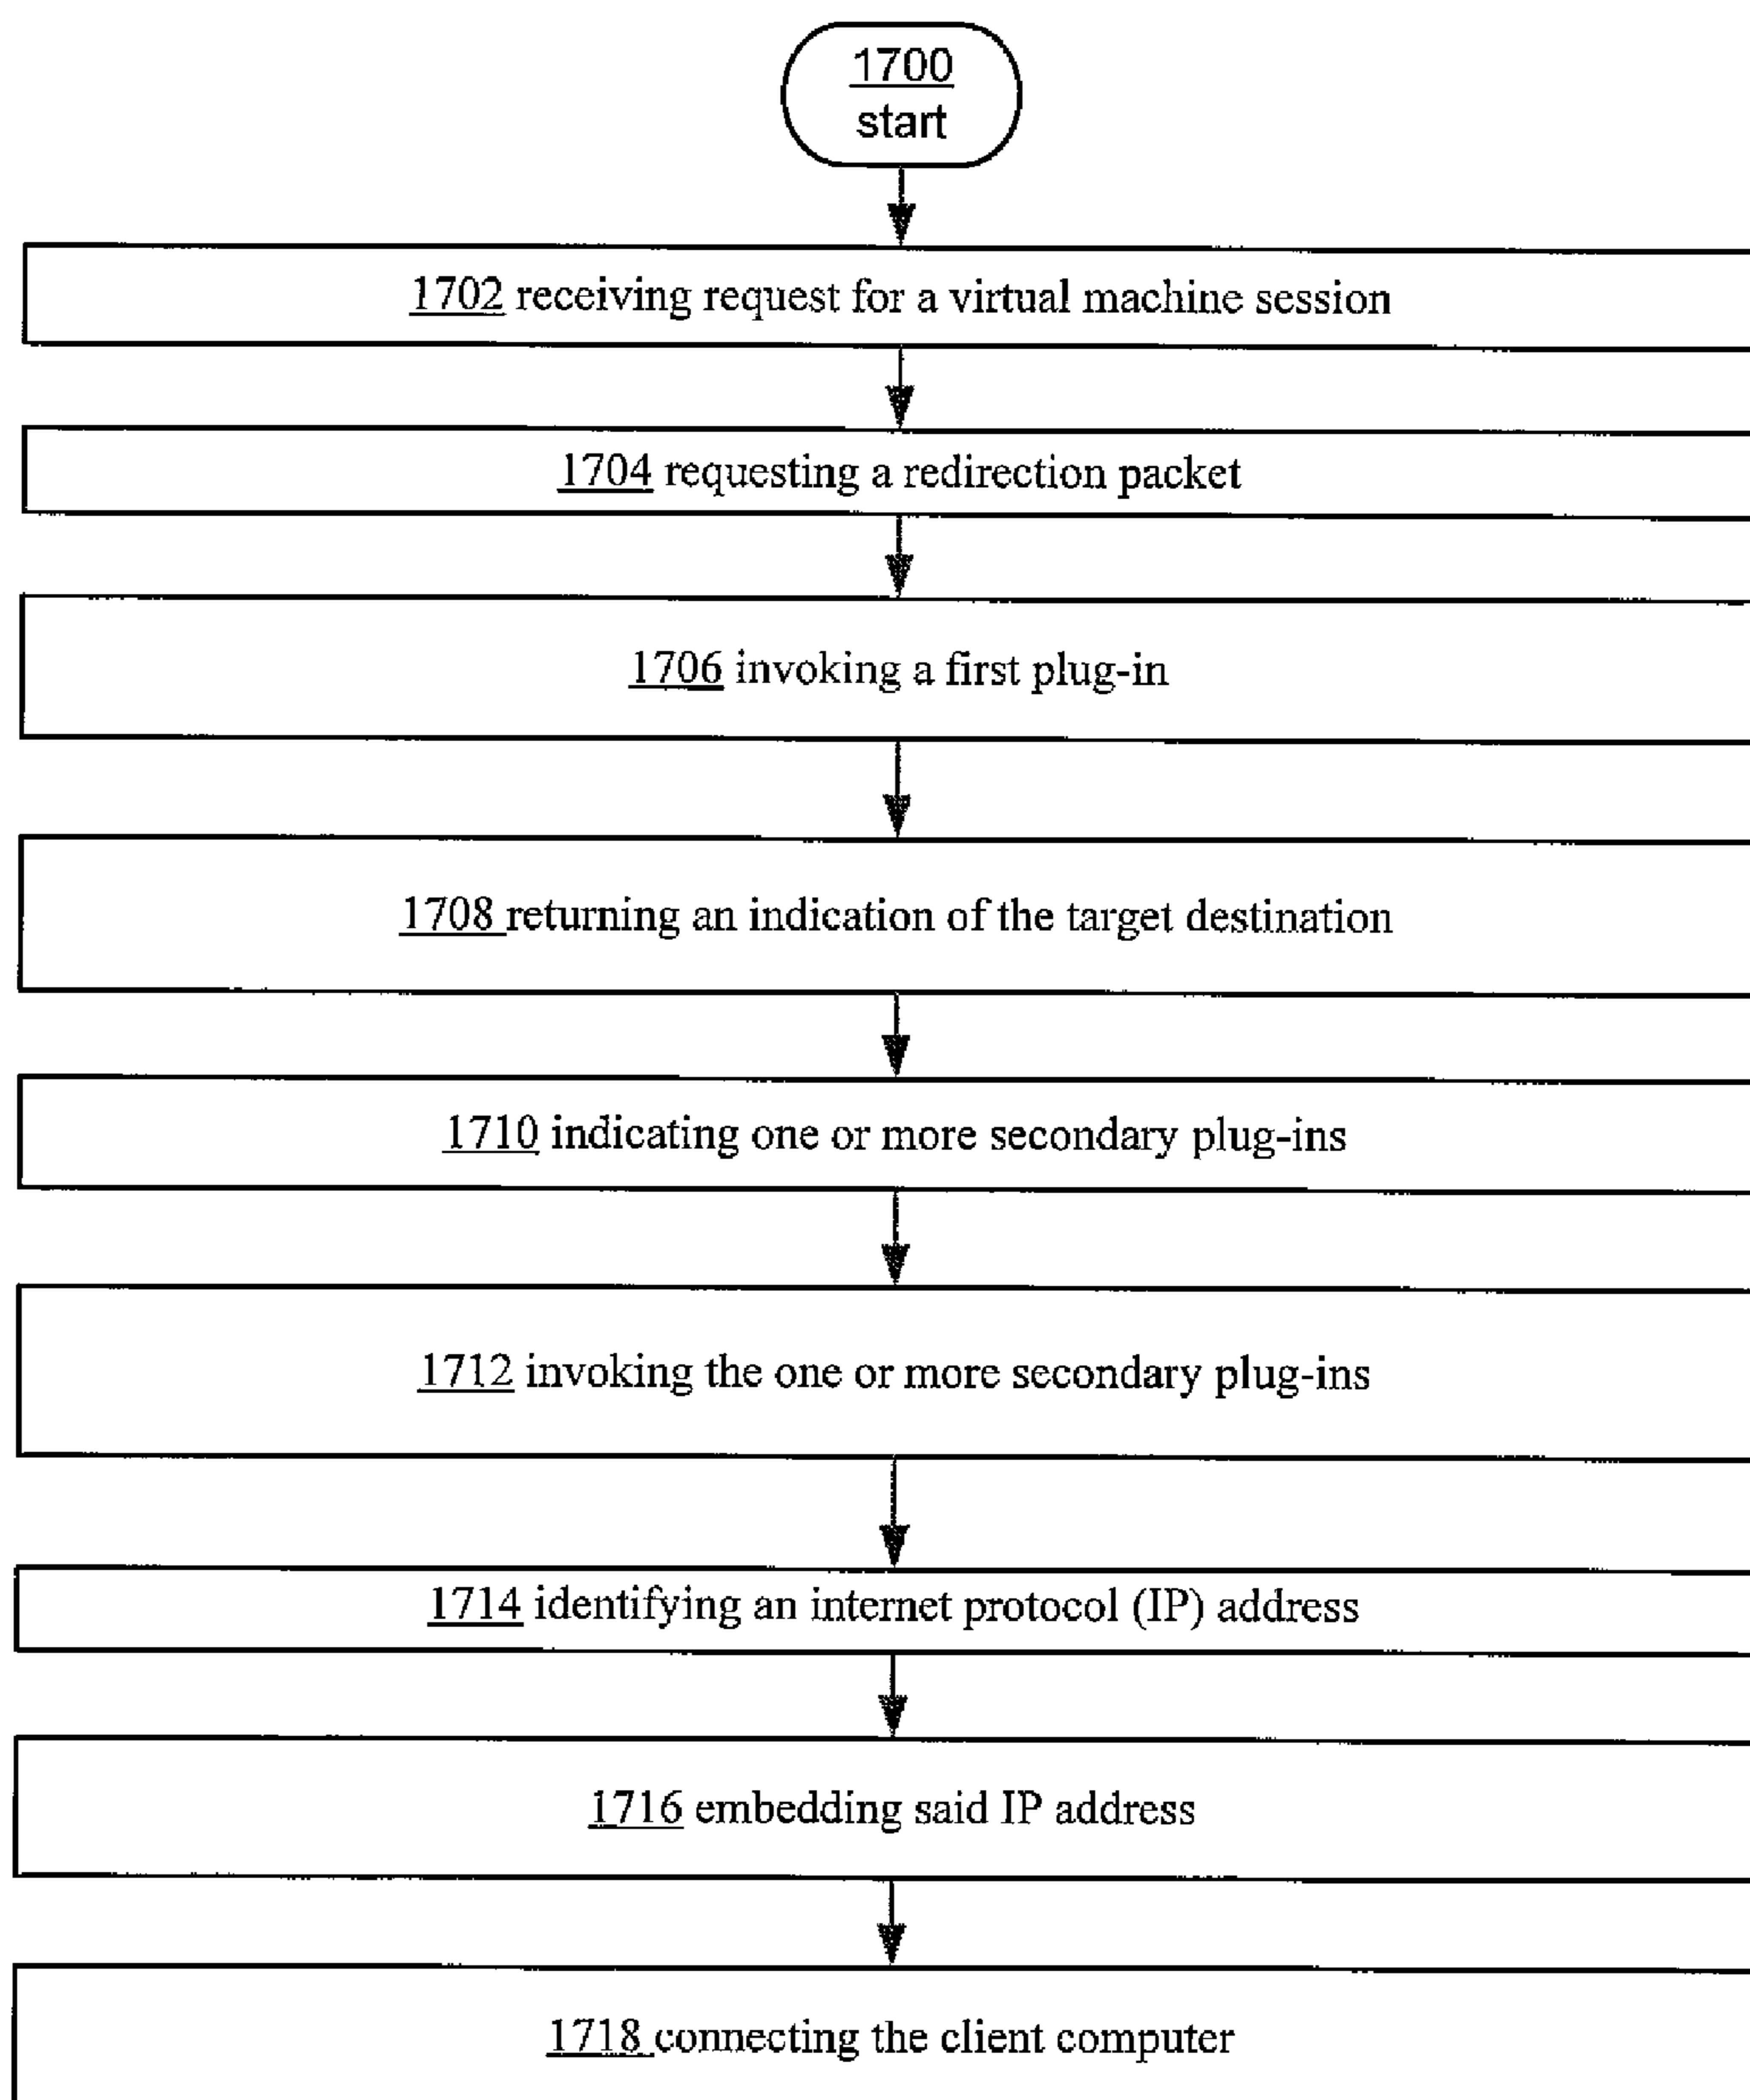 1700
start
1702 receiving request for a virtual machine session
1704 requesting a redirection packet
1706 invoking a first plug-in
1708 returning an indication of the target destination
1710 indicating one or more secondary plug-ins
1712 invoking the one or more secondary plug-ins
1714 identifying an internet protocol (IP) address
1716 embedding said IP address
1718 connecting the client computer